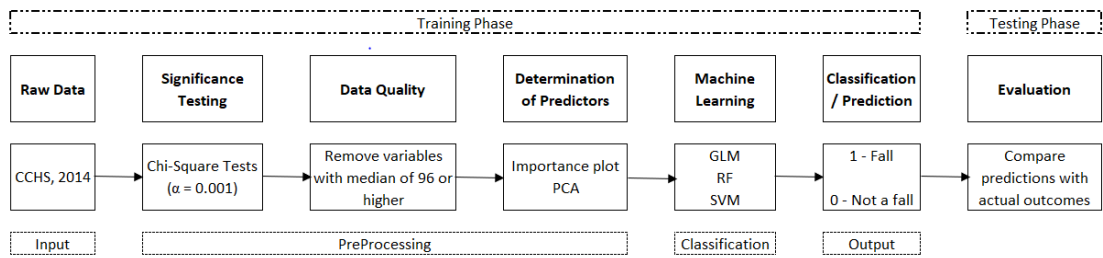 Training Phase
Testing Phase
Raw Data
Significance
Testing
Data Quality
Determination
of Predictors
Machine
Learning
Classification
/ Prediction
Evaluation
CCHS, 2014
Chi-Square Tests
(α = 0.001)
Remove variables
with median of 96 or
higher
Importance plot
PCA
GLM
RF
SVM
1 - Fall
0 - Not a fall
Compare
predictions with
actual outcomes
Input
PreProcessing
Classification
Output